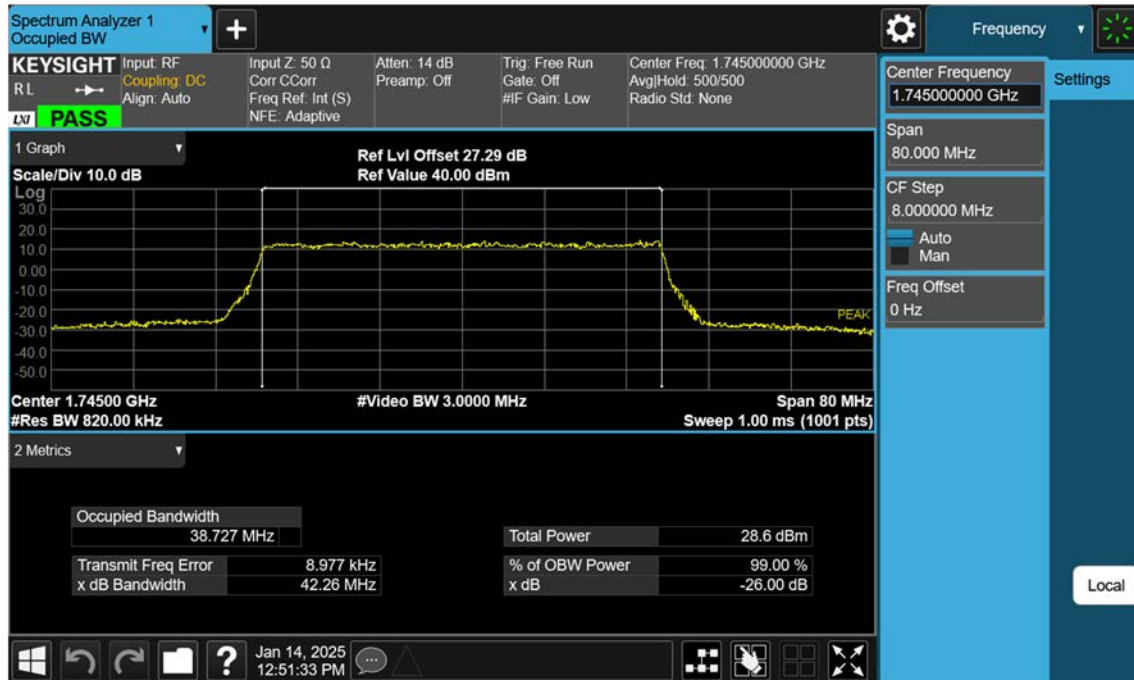 Spectrum Analyzer 1
Occupied BW
Frequency
KEYSIGHT
R L
LXI
PASS
Input: RF
Coupling: DC
Align: Auto
Input Z: 50 Ω
Corr CCorr
Freq Ref: Int (S)
NFE: Adaptive
Atten: 14 dB
Preamp: Off
Trig: Free Run
Gate: Off
#IF Gain: Low
Center Freq: 1.745000000 GHz
Avg|Hold: 500/500
Radio Std: None
Center Frequency
1.745000000 GHz
Settings
Span
80.000 MHz
CF Step
8.000000 MHz
Auto
Man
Freq Offset
0 Hz
Local
1 Graph
Scale/Div 10.0 dB
Ref Lvl Offset 27.29 dB
Ref Value 40.00 dBm
Log
30.0
20.0
10.0
0.00
-10.0
-20.0
-30.0
-40.0
-50.0
PEAK
Center 1.74500 GHz
#Video BW 3.0000 MHz
Span 80 MHz
#Res BW 820.00 kHz
Sweep 1.00 ms (1001 pts)
2 Metrics
Occupied Bandwidth
38.727 MHz
Total Power 28.6 dBm
Transmit Freq Error 8.977 kHz
% of OBW Power 99.00 %
x dB Bandwidth 42.26 MHz
x dB -26.00 dB
?
Jan 14, 2025
12:51:33 PM